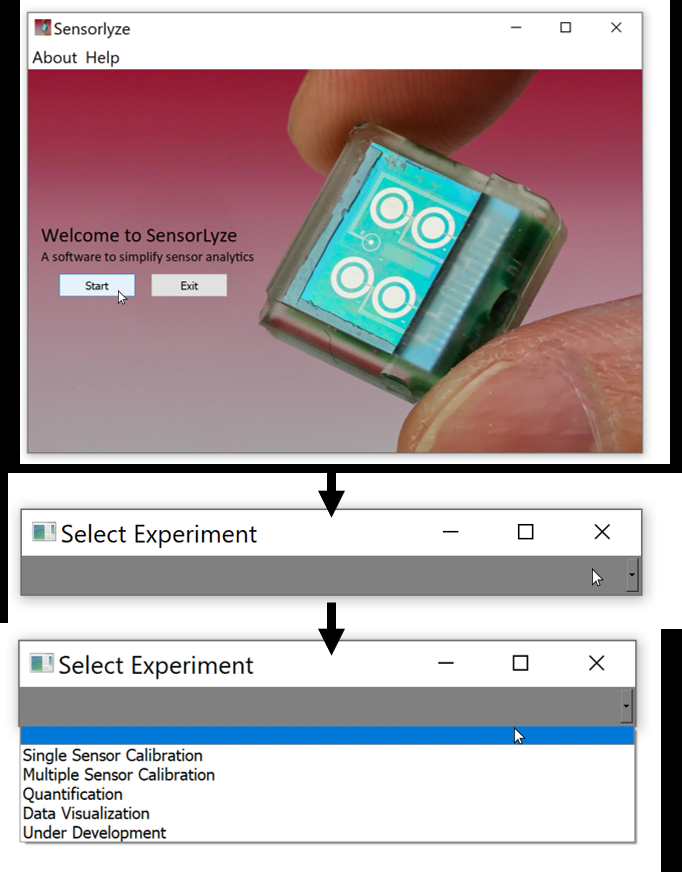 Sensorlyze
About Help
Welcome to SensorLyze
A software to simplify sensor analytics
Start Exit
Select Experiment
Select Experiment
Single Sensor Calibration
Multiple Sensor Calibration
Quantification
Data Visualization
Under Development